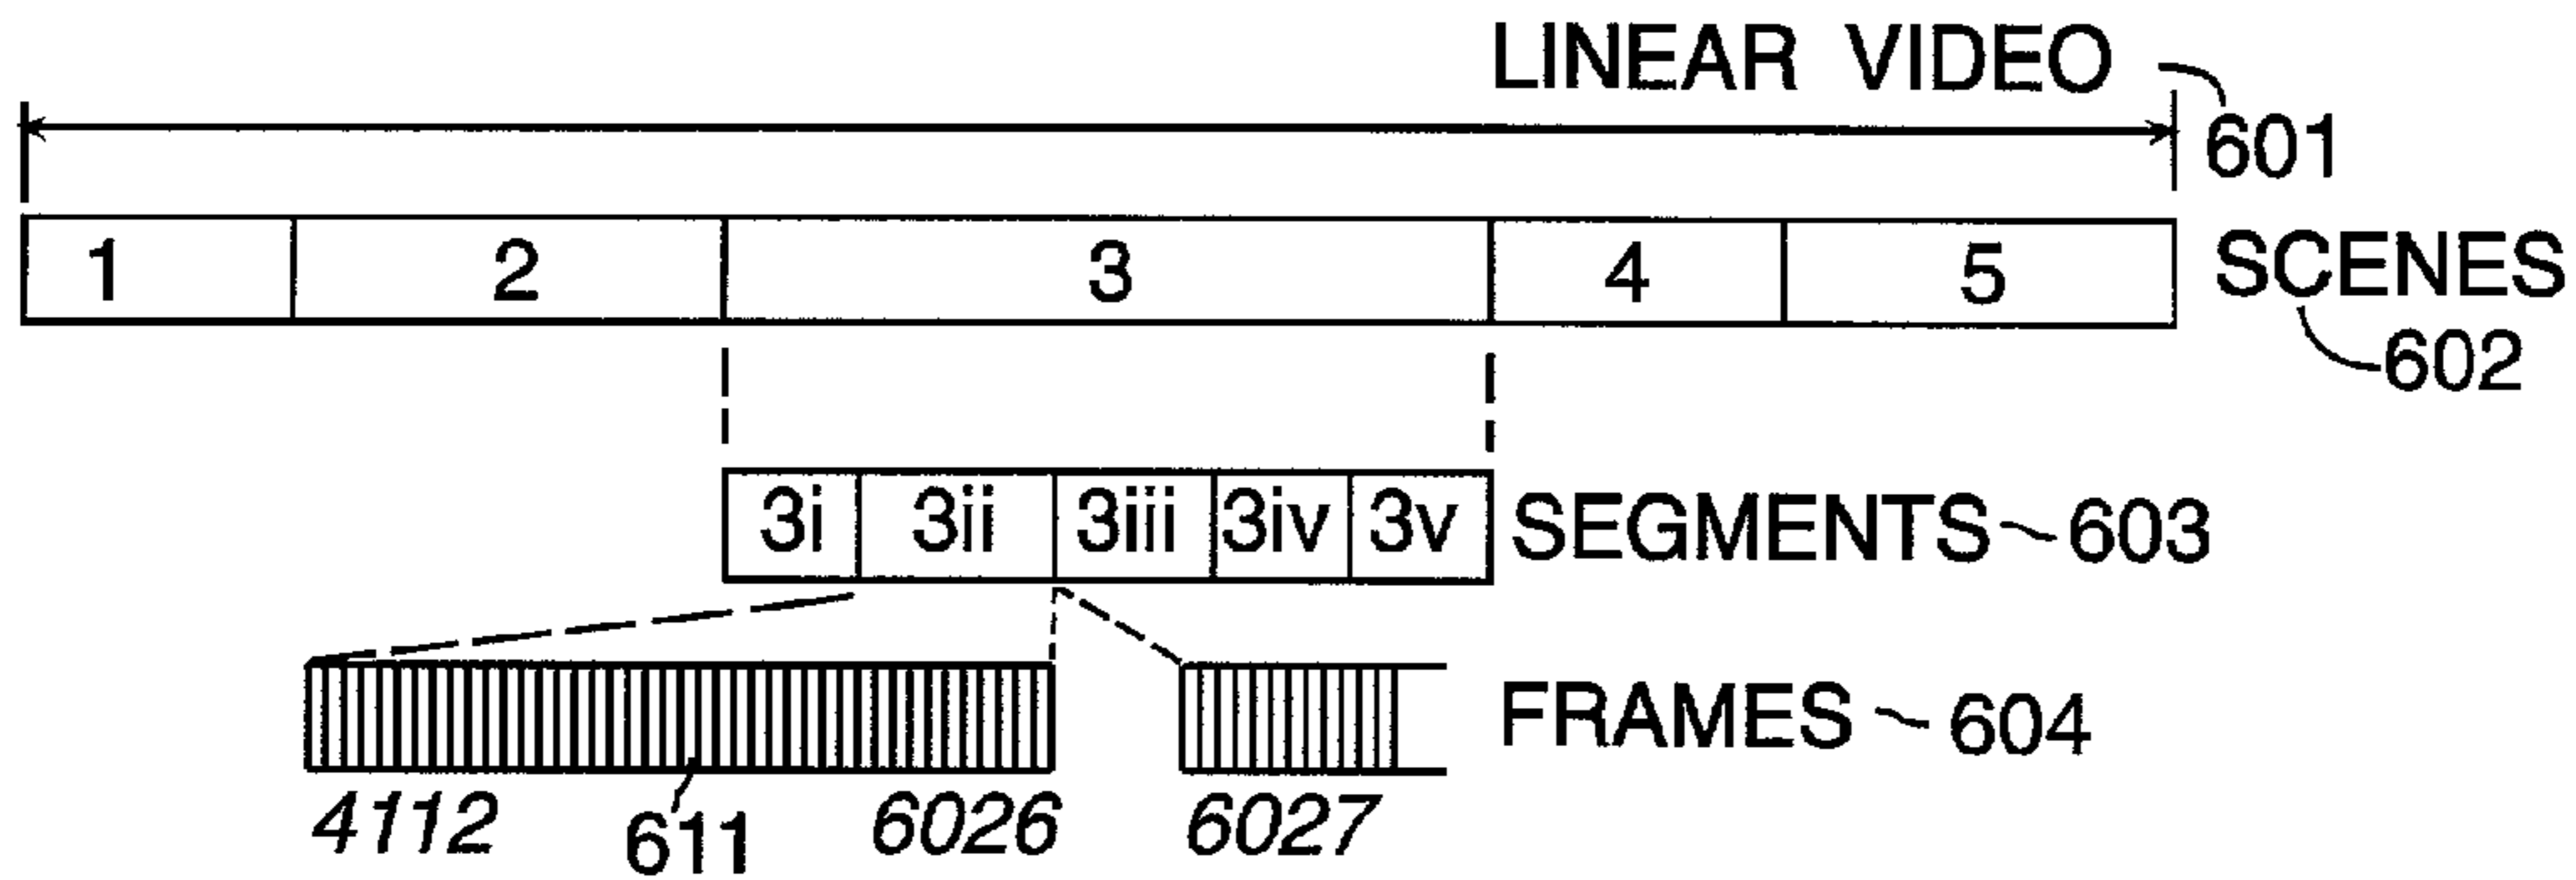 LINEAR VIDEO
601
1 2 3 4 5 SCENES
602
3i 3ii 3iii 3iv 3v SEGMENTS 603
FRAMES 604
4112 611 6026 6027